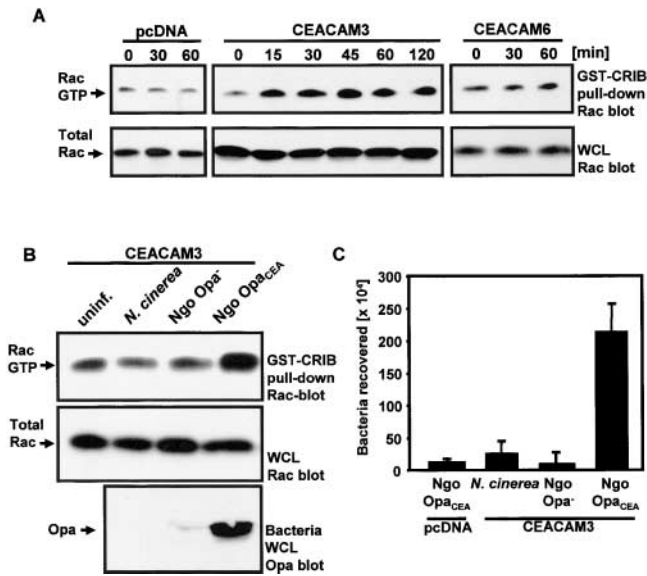 A
pcDNA
CEACAM3
CEACAM6
0 30 60
0 15 30 45 60 120
0 30 60
[min]
Rac
GTP
GST-CRIB
pull-down
Rac blot
Total
Rac
WCL
Rac blot
B
CEACAM3
uninf.
N. cinerea
Ngo Opa-
Ngo OpaCEA
Rac
GTP
GST-CRIB
pull-down
Rac-blot
Total
Rac
WCL
Rac blot
Opa
Bacteria
WCL
Opa blot
C
Bacteria recovered [x 10⁴]
300
250
200
150
100
50
0
Ngo
OpaCEA
N. cinerea
Ngo
Opa-
Ngo
OpaCEA
pcDNA
CEACAM3